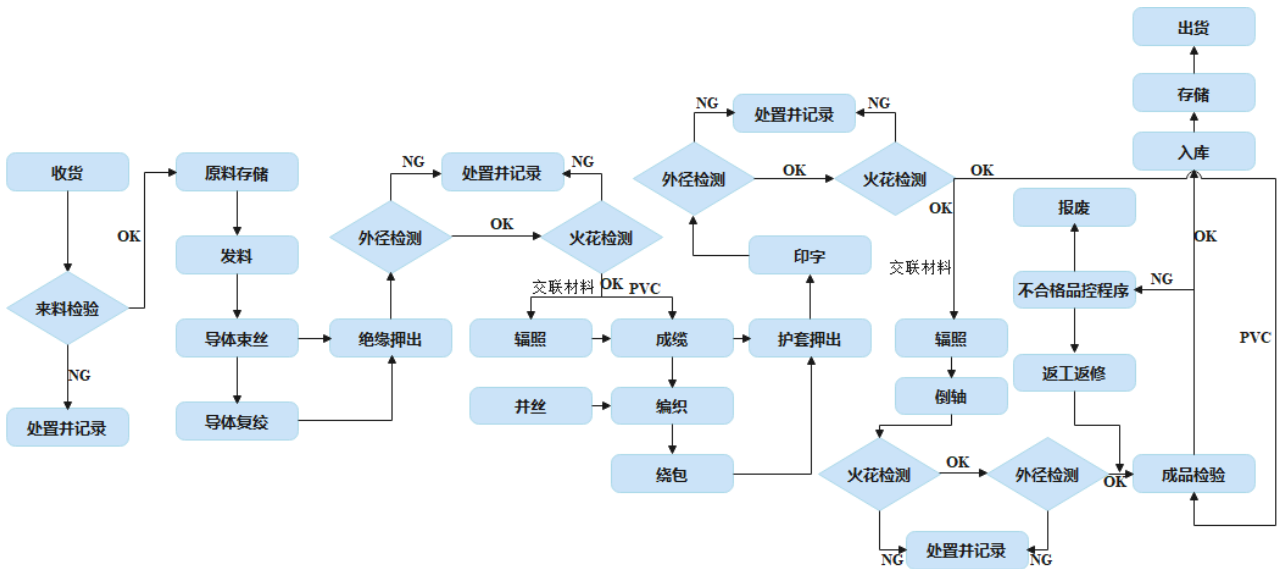 收货
来料检验
OK
NG
处置并记录
原料存储
发料
导体束丝
导体复绞
绝缘押出
外径检测
NG
处置并记录
NG
OK
火花检测
交联材料
OK
PVC
辐照
成缆
护套押出
并丝
编织
绕包
印字
外径检测
NG
处置并记录
NG
OK
火花检测
OK
OK
交联材料
辐照
倒轴
火花检测
OK
外径检测
OK
NG
处置并记录
NG
成品检验
PVC
OK
NG
不合格品控程序
报废
返工返修
入库
存储
出货